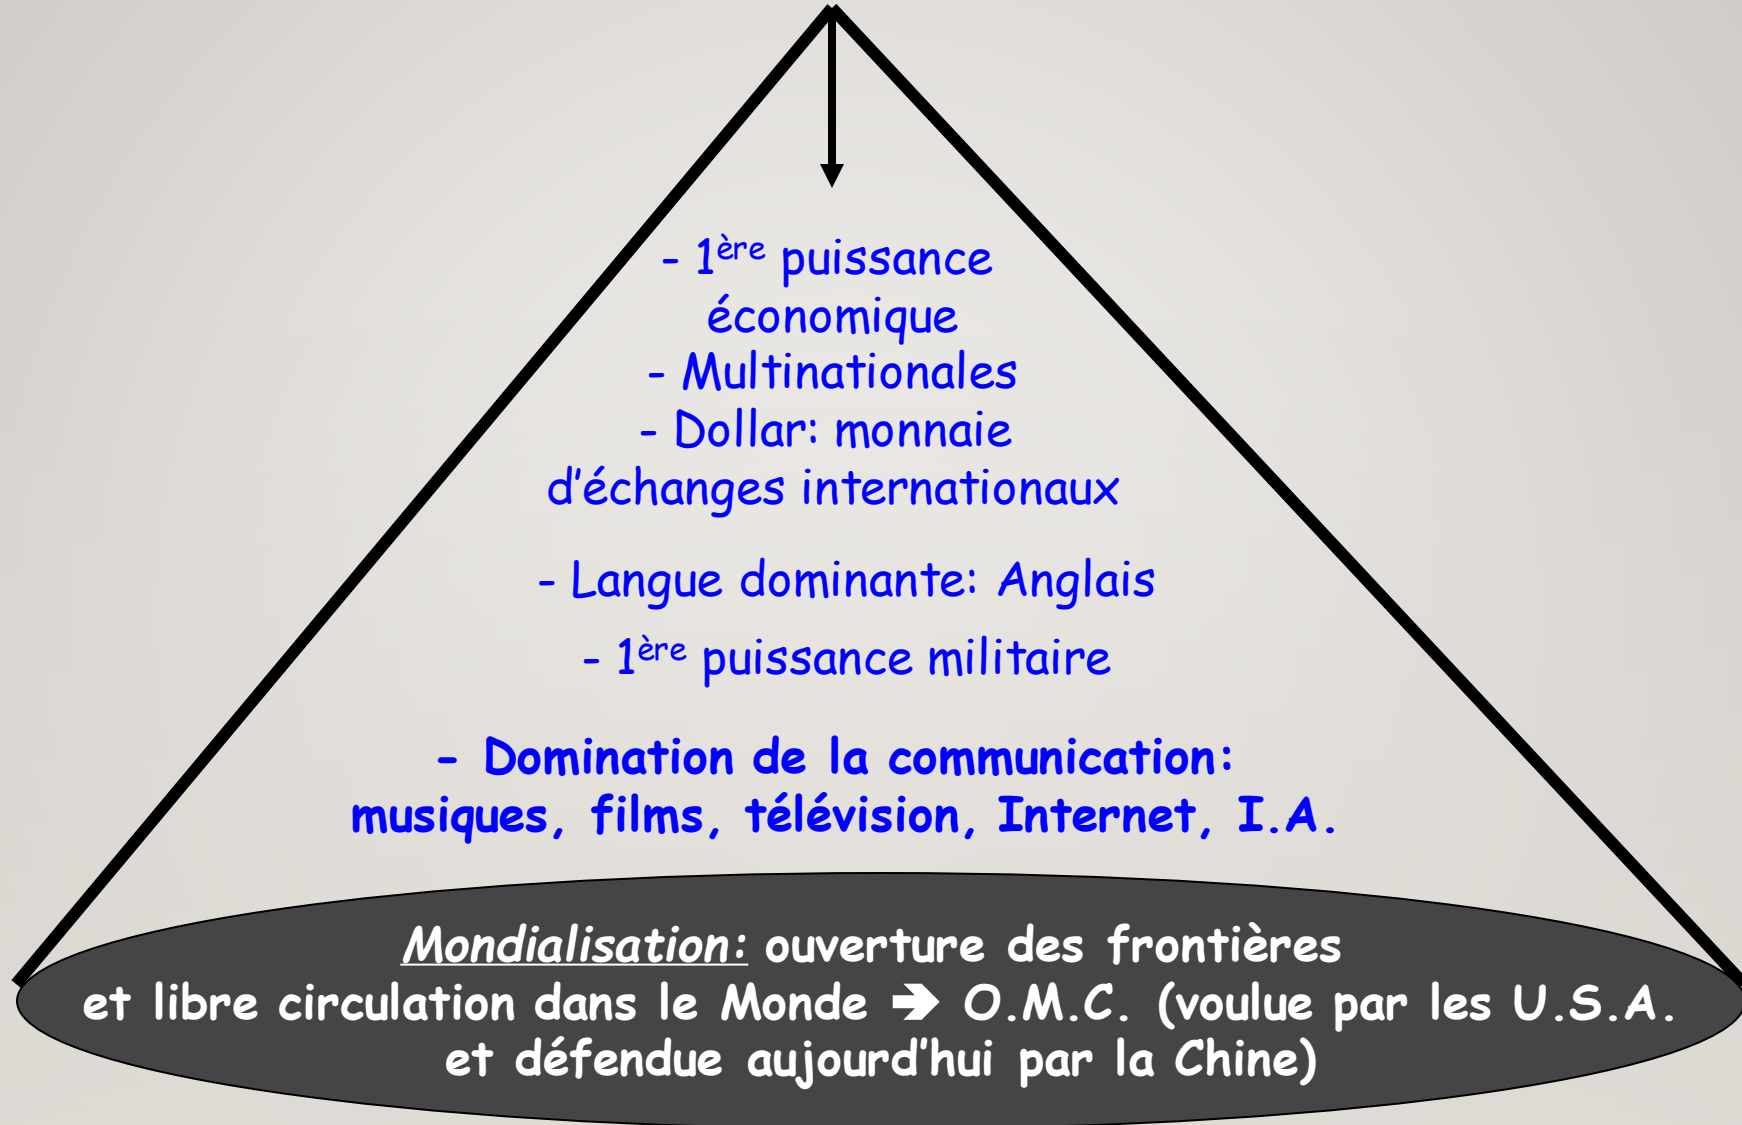 - 1ère puissance
économique
- Multinationales
- Dollar: monnaie
d'échanges internationaux
- Langue dominante: Anglais
- 1ère puissance militaire
- Domination de la communication:
musiques, films, télévision, Internet, I.A.
Mondialisation: ouverture des frontières
et libre circulation dans le Monde 🡺 O.M.C. (voulue par les U.S.A.
et défendue aujourd'hui par la Chine)